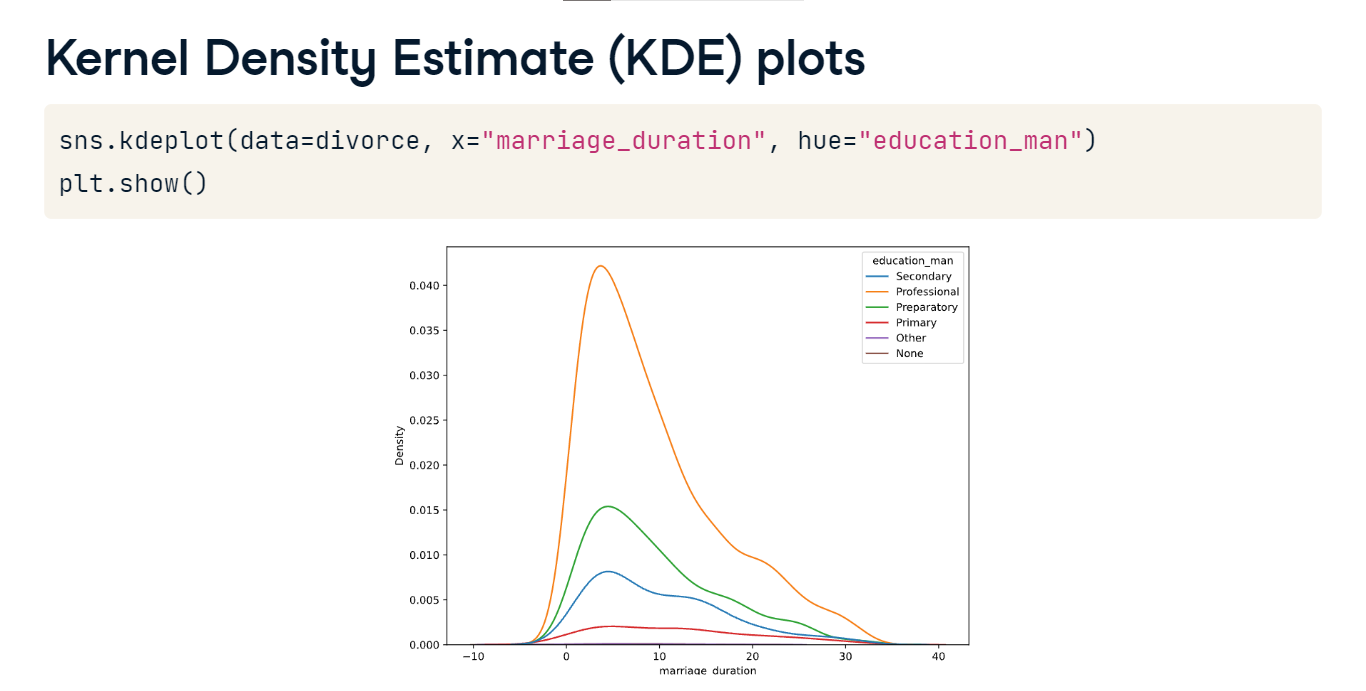 Kernel Density Estimate (KDE) plots
sns.kdeplot(data=divorce, x="marriage_duration", hue="education_man")
plt.show()
education_man
Secondary
Professional
Preparatory
Primary
Other
None
0.040
0.035
0.030
0.025
0.020
0.015
0.010
0.005
0.000
Density
−10 0 10 20 30 40
marriage_duration